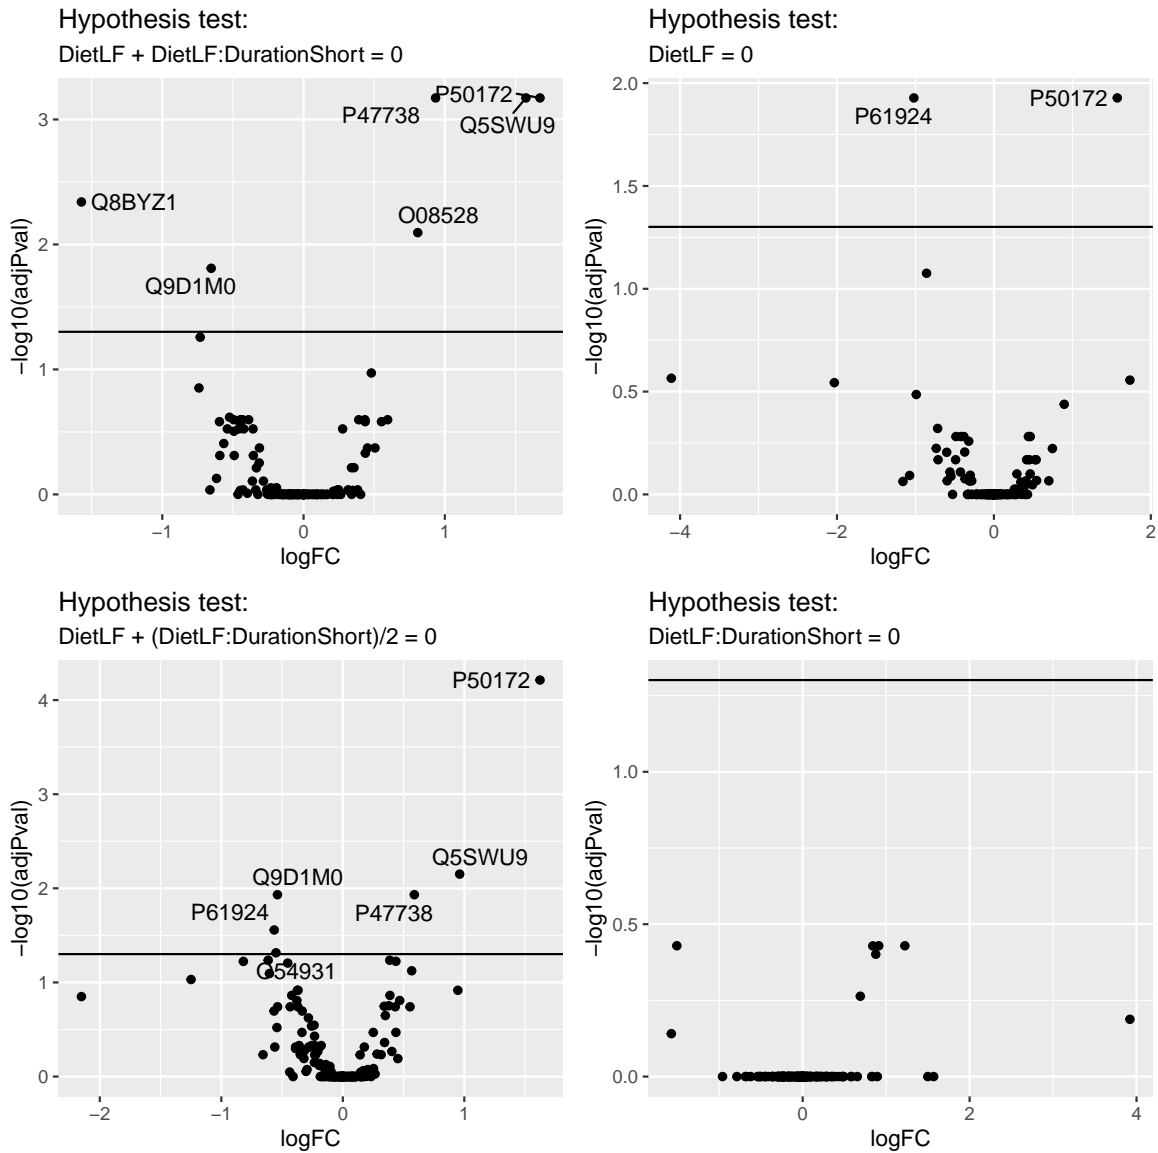 Hypothesis test:
DietLF + DietLF:DurationShort = 0
−log10(adjPval)
3
2
1
0
P50172
P47738
Q5SWU9
Q8BYZ1
O08528
Q9D1M0
−1
0
1
logFC
Hypothesis test:
DietLF = 0
−log10(adjPval)
2.0
1.5
1.0
0.5
0.0
P61924
P50172
−4
−2
0
2
logFC
Hypothesis test:
DietLF + (DietLF:DurationShort)/2 = 0
−log10(adjPval)
4
3
2
1
0
P50172
Q5SWU9
Q9D1M0
P61924
P47738
O54931
−2
−1
0
1
logFC
Hypothesis test:
DietLF:DurationShort = 0
−log10(adjPval)
1.0
0.5
0.0
0
2
4
logFC